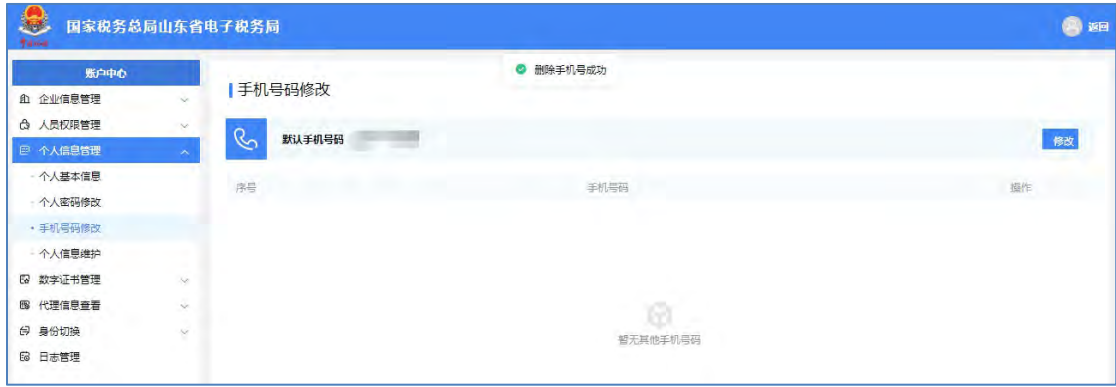 国家税务总局山东省电子税务局
返回
账户中心
企业信息管理
人员权限管理
个人信息管理
个人基本信息
个人密码修改
手机号码修改
个人信息维护
数字证书管理
代理信息查看
身份切换
日志管理
删除手机号成功
手机号码修改
默认手机号码
修改
序号 手机号码 操作
暂无其他手机号码